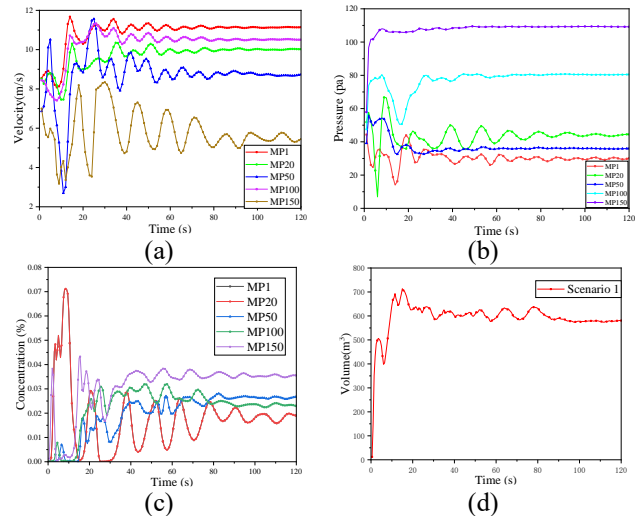 12
10
8
6
4
2
Velocity(m/s)
0 20 40 60 80 100 120
Time (s)
MP1
MP20
MP50
MP100
MP150
(a)
120
100
80
60
40
20
0
Pressure (pa)
0 20 40 60 80 100 120
Time (s)
MP1
MP20
MP50
MP100
MP150
(b)
0.08
0.07
0.06
0.05
0.04
0.03
0.02
0.01
0.00
Concentration (%)
0 20 40 60 80 100 120
Time (s)
MP1
MP20
MP50
MP100
MP150
(c)
800
700
600
500
400
300
200
100
0
Volume(m³)
0 20 40 60 80 100 120
Time (s)
Scenario 1
(d)